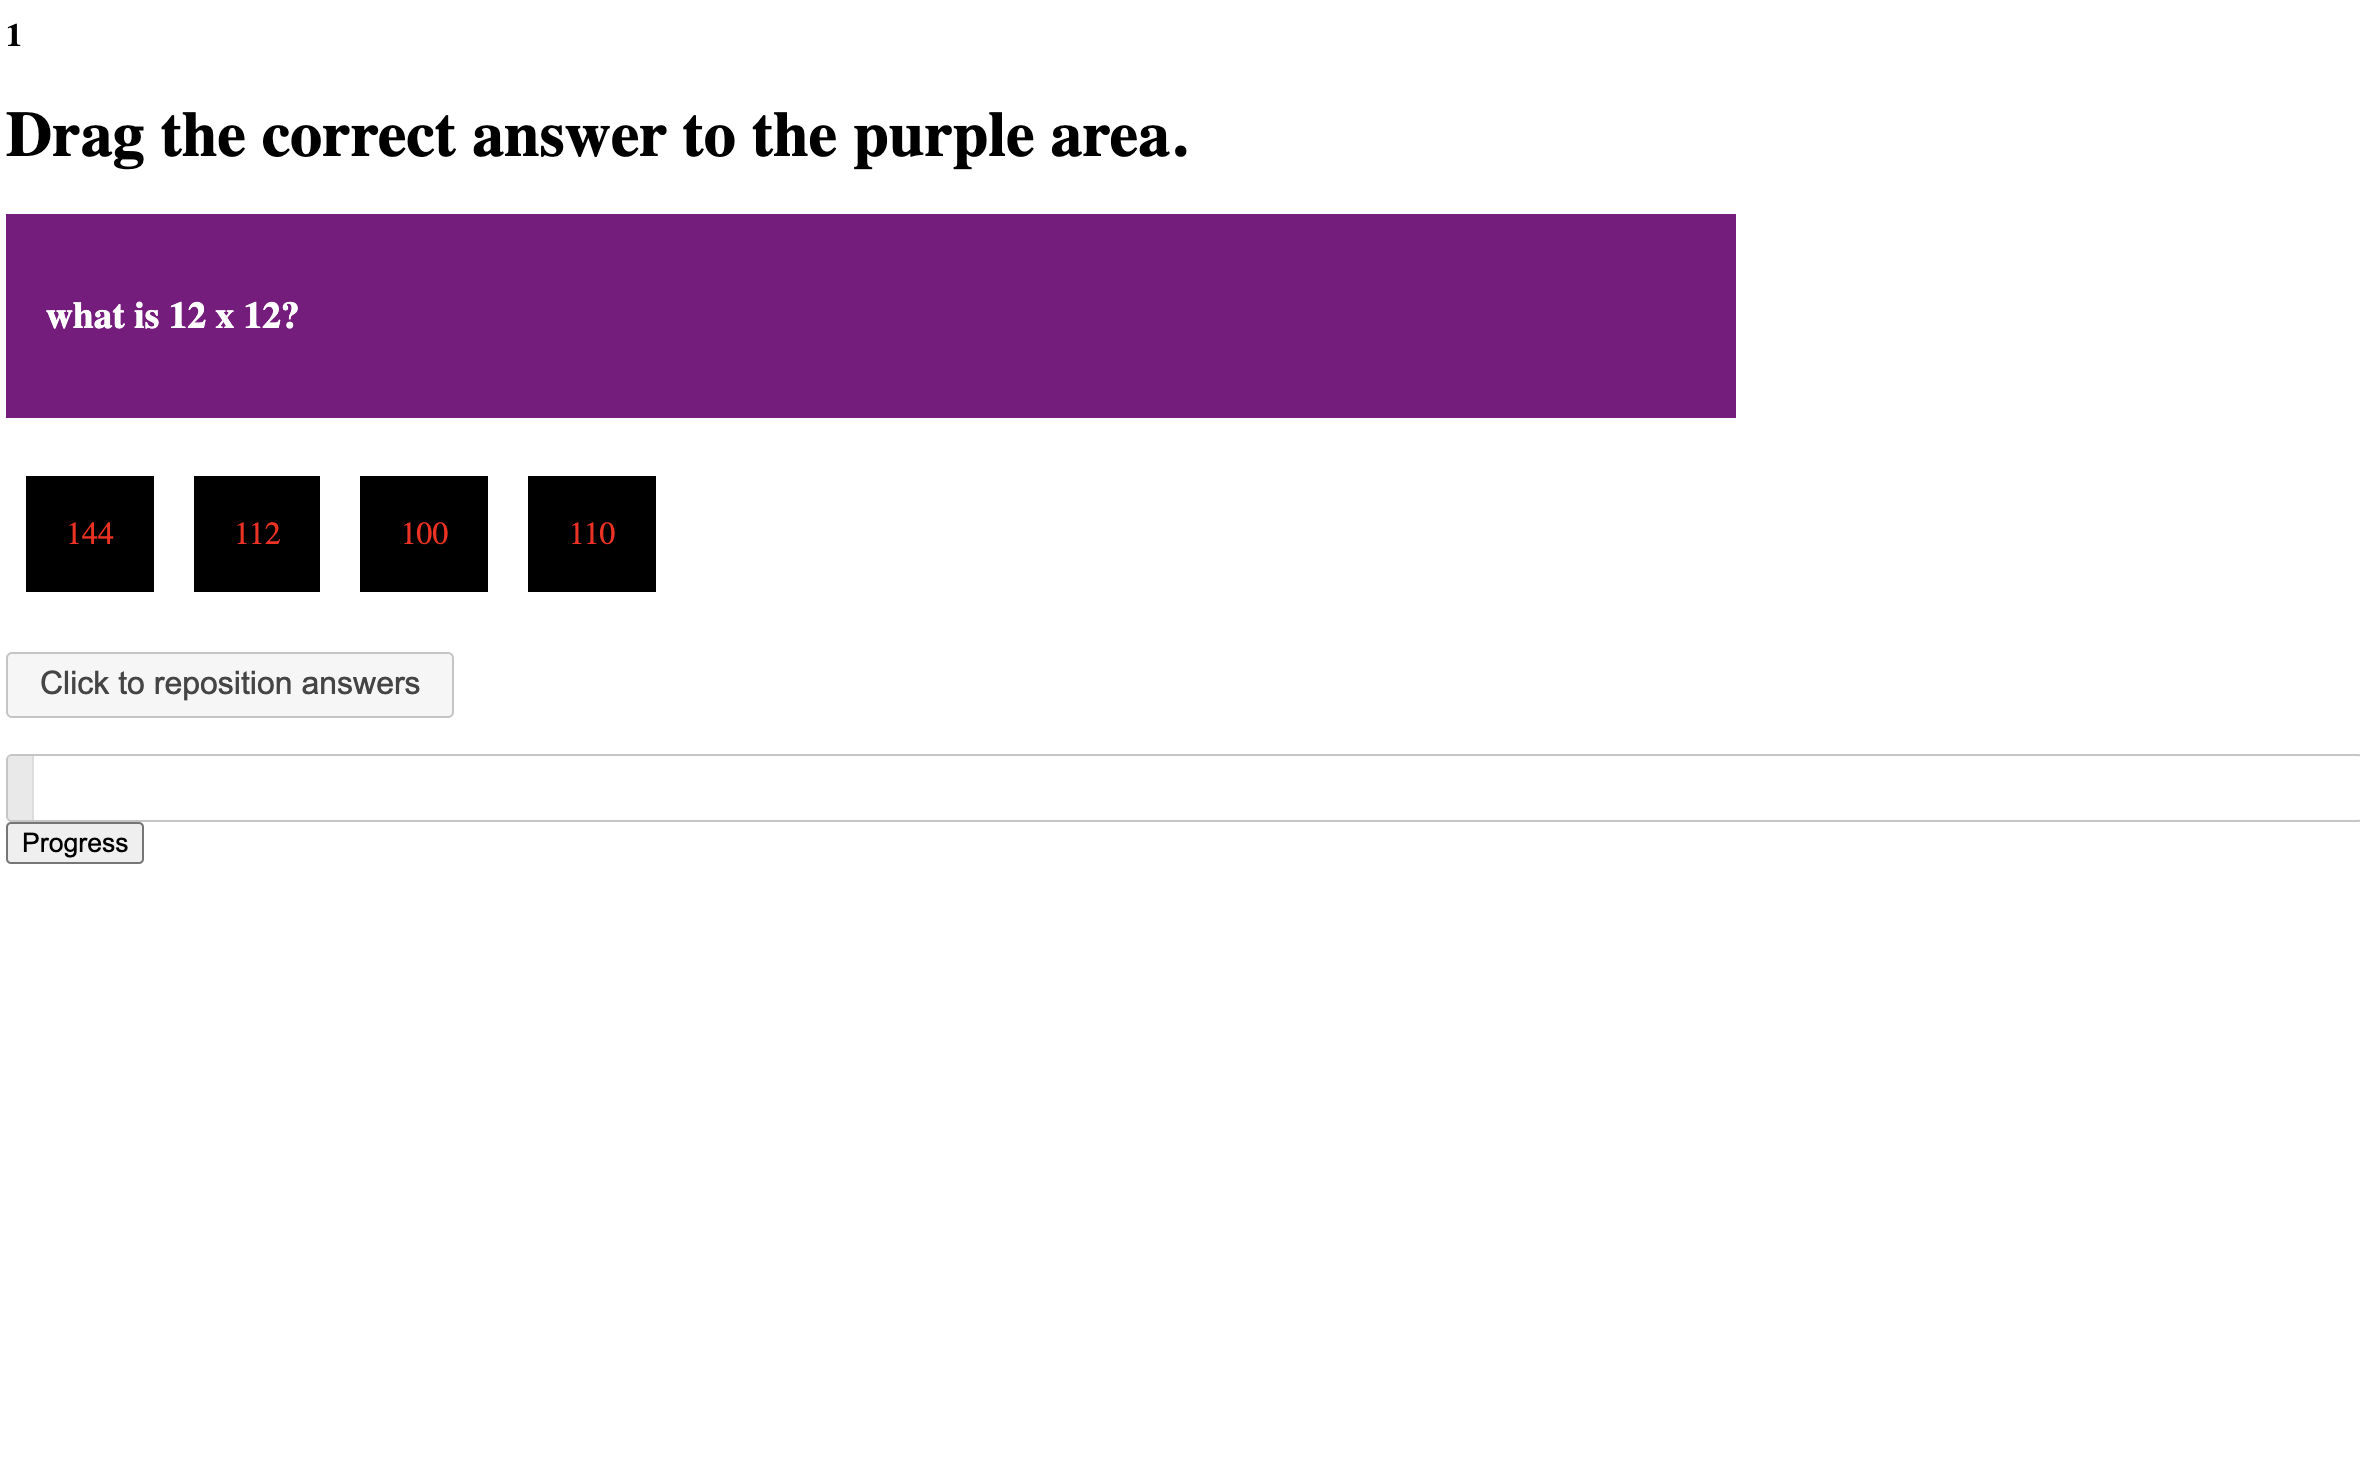 1
Drag the correct answer to the purple area.
what is 12 x 12?
144 112 100 110
Click to reposition answers
Progress